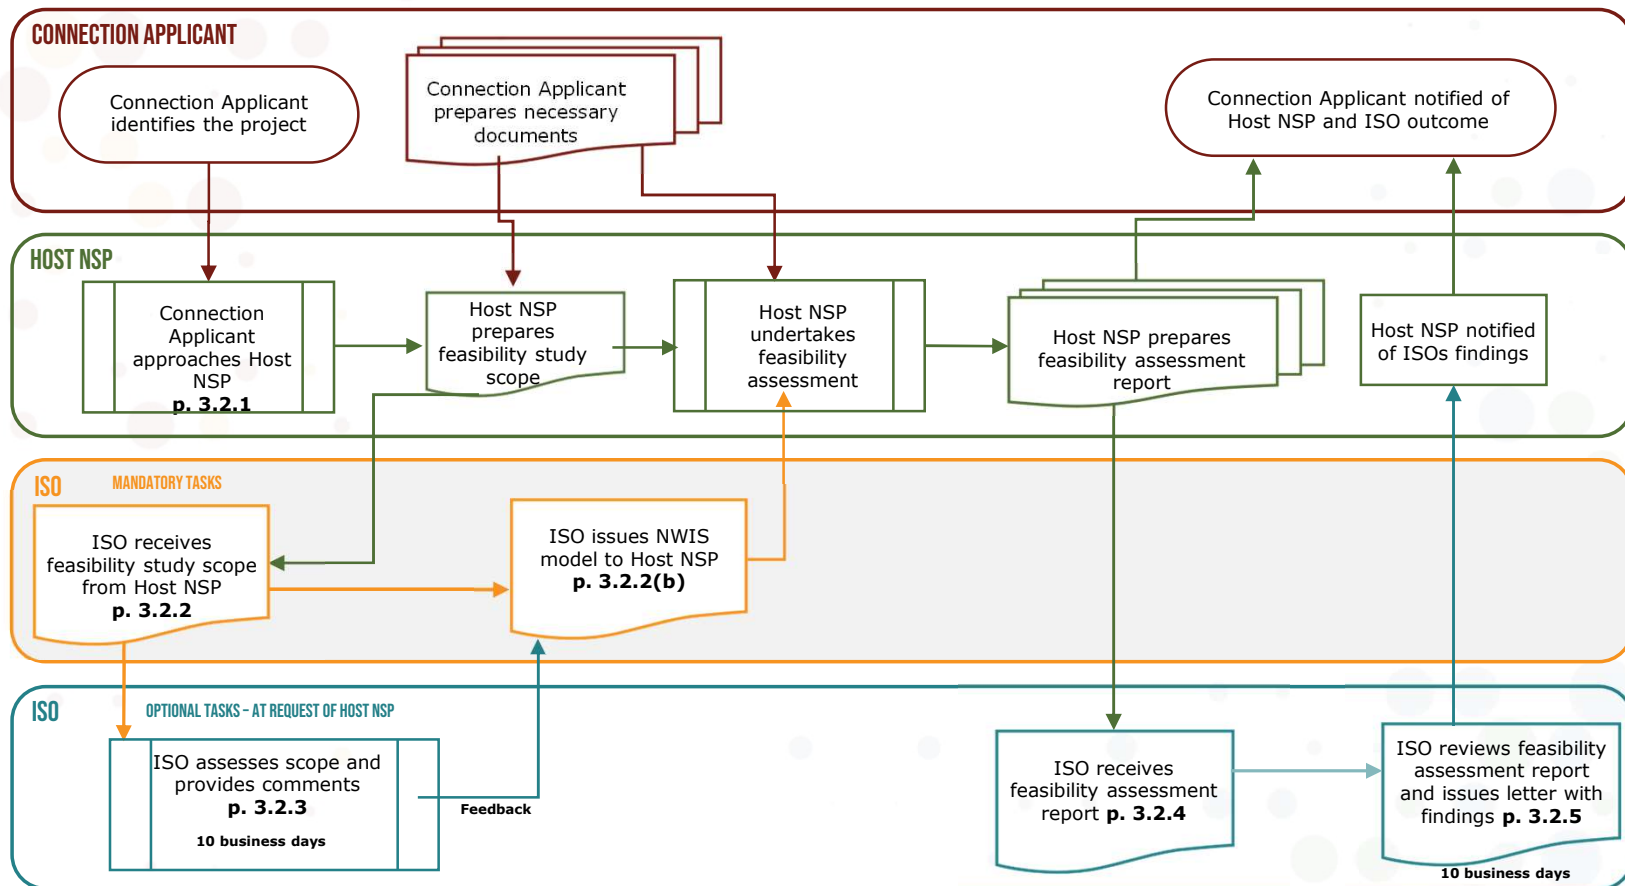 CONNECTION APPLICANT
Connection Applicant
identifies the project
Connection Applicant
prepares necessary
documents
Connection Applicant notified of
Host NSP and ISO outcome
HOST NSP
Connection
Applicant
approaches Host
NSP
p. 3.2.1
Host NSP
prepares
feasibility study
scope
Host NSP
undertakes
feasibility
assessment
Host NSP prepares
feasibility assessment
report
Host NSP notified
of ISOs findings
ISO
MANDATORY TASKS
ISO receives
feasibility study scope
from Host NSP
p. 3.2.2
ISO issues NWIS
model to Host NSP
p. 3.2.2(b)
ISO
OPTIONAL TASKS – AT REQUEST OF HOST NSP
ISO assesses scope and
provides comments
p. 3.2.3
10 business days
Feedback
ISO receives
feasibility assessment
report p. 3.2.4
ISO reviews feasibility
assessment report
and issues letter with
findings p. 3.2.5
10 business days